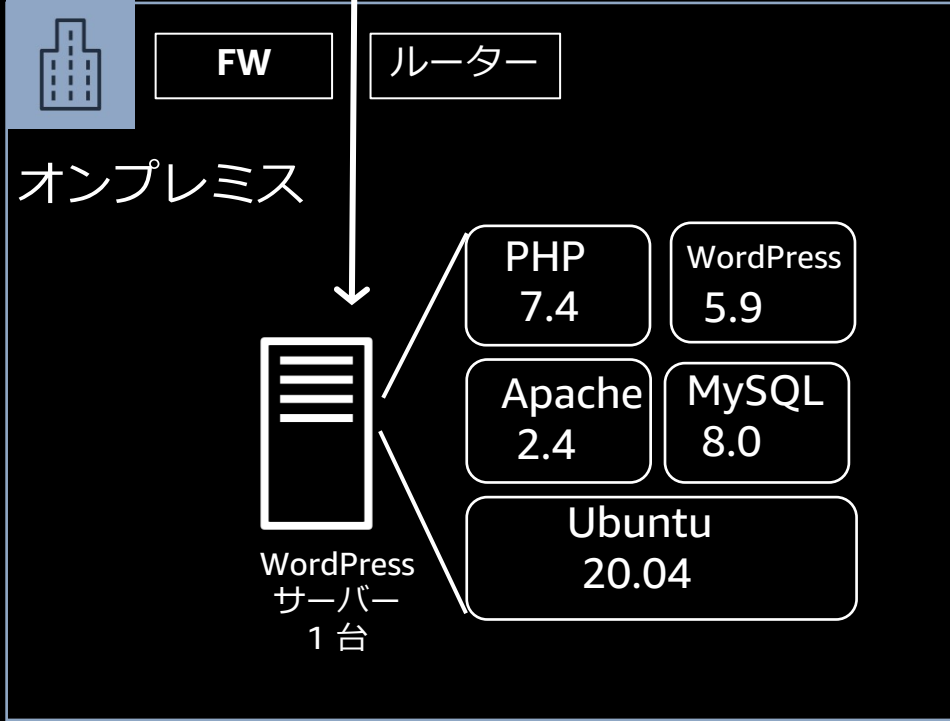 FW
ルーター
オンプレミス
PHP
7.4
WordPress
5.9
Apache
2.4
MySQL
8.0
Ubuntu
20.04
WordPress
サーバー
1 台